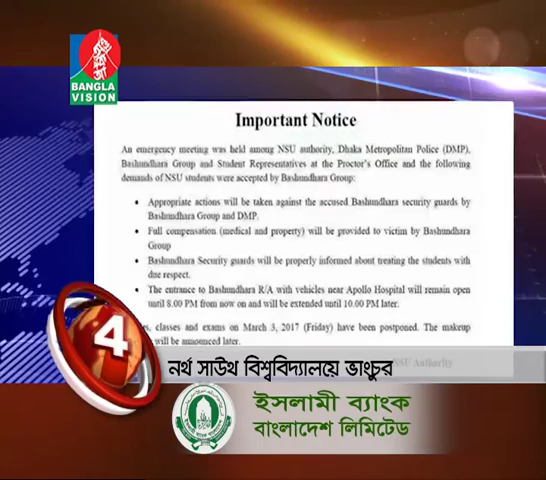 BANGLA
VISION
Important Notice
An emergency meeting was held among NSU authority, Dhaka Metropolitan Police (DMP),
Bashundhara Group and Student Representatives at the Proctor's Office and the following
demands of NSU students were accepted by Bashundhara Group:
• Appropriate actions will be taken against the accused Bashundhara security guards by
Bashundhara Group and DMP.
• Full compensation (medical and property) will be provided to victim by Bashundhara
Group
• Bashundhara Security guards will be properly informed about treating the students with
due respect.
• The entrance to Bashundhara R/A with vehicles near Apollo Hospital will remain open
until 8.00 PM from now on and will be extended until 10.00 PM later.
classes and exams on March 3, 2017 (Friday) have been postponed. The makeup
will be announced later.
NSU Authority
4
নর্থ সাউথ বিশ্ববিদ্যালয়ে ভাংচুর
ইসলামী ব্যাংক
বাংলাদেশ লিমিটেড